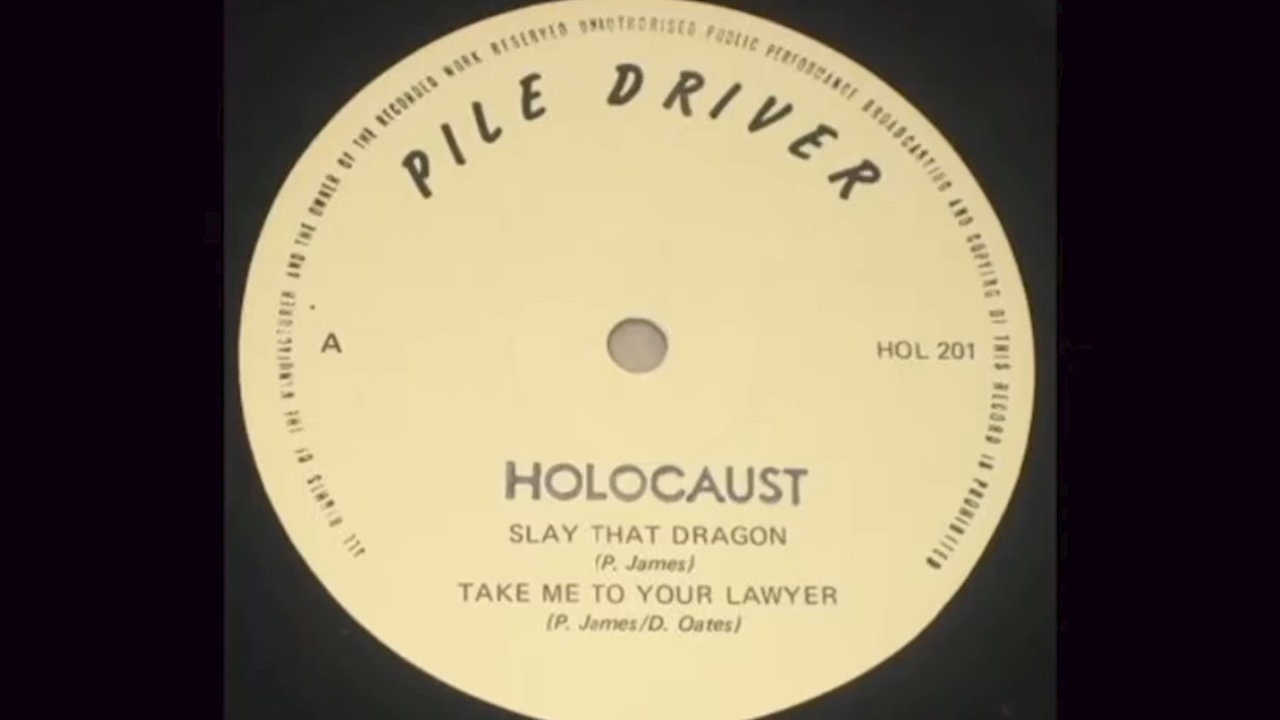 ALL RIGHTS OF THE MANUFACTURER AND THE OWNER OF THE RECORDED WORK RESERVED UNAUTHORISED PUBLIC PERFORMANCE BROADCASTING AND COPYING OF THIS RECORD IS PROHIBITED
PILE DRIVER
A
HOL 201
HOLOCAUST
SLAY THAT DRAGON
(P. James)
TAKE ME TO YOUR LAWYER
(P. James/D. Oates)